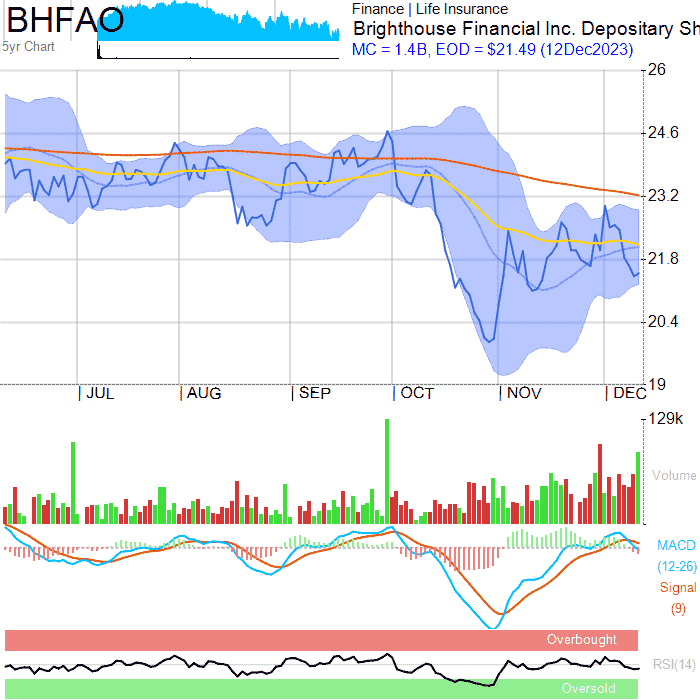 BHFAO
5yr Chart
Finance | Life Insurance
Brighthouse Financial Inc. Depositary Sh
MC = 1.4B, EOD = $21.49 (12Dec2023)
26
24.6
23.2
21.8
20.4
19
| JUL | AUG | SEP | OCT | NOV | DEC
129k
Volume
MACD
(12-26)
Signal
(9)
Overbought
RSI(14)
Oversold